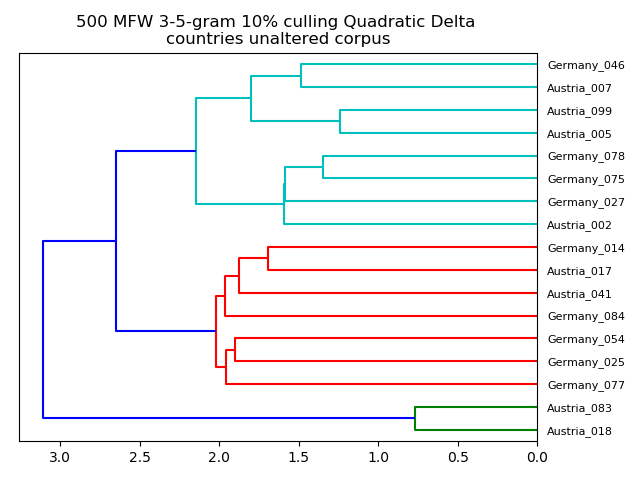 500 MFW 3-5-gram 10% culling Quadratic Delta
countries unaltered corpus
Germany_046
Austria_007
Austria_099
Austria_005
Germany_078
Germany_075
Germany_027
Austria_002
Germany_014
Austria_017
Austria_041
Germany_084
Germany_054
Germany_025
Germany_077
Austria_083
Austria_018
3.0 2.5 2.0 1.5 1.0 0.5 0.0